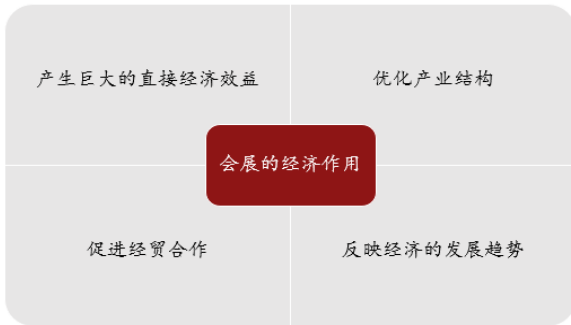 产生巨大的直接经济效益
优化产业结构
会展的经济作用
促进经贸合作
反映经济的发展趋势